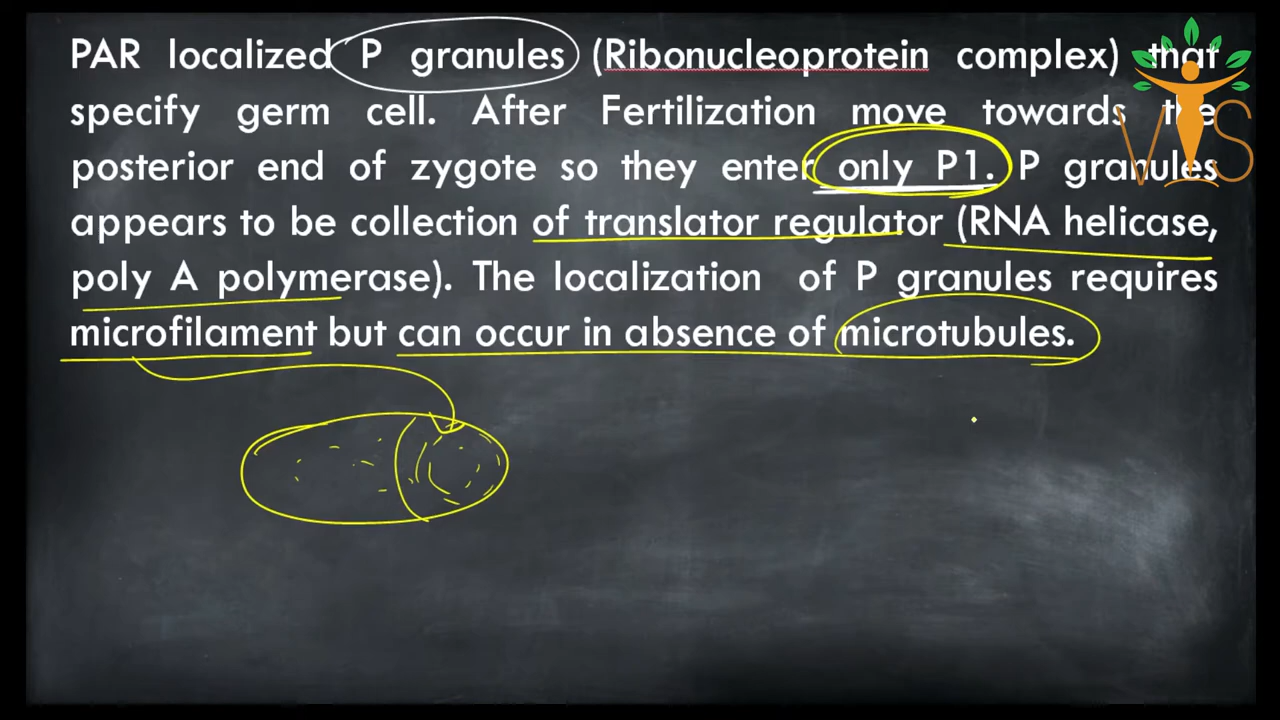 PAR localized P granules (Ribonucleoprotein complex) that
specify germ cell. After Fertilization move towards the
posterior end of zygote so they enter only P1. P granules
appears to be collection of translator regulator (RNA helicase,
poly A polymerase). The localization of P granules requires
microfilament but can occur in absence of microtubules.
V S